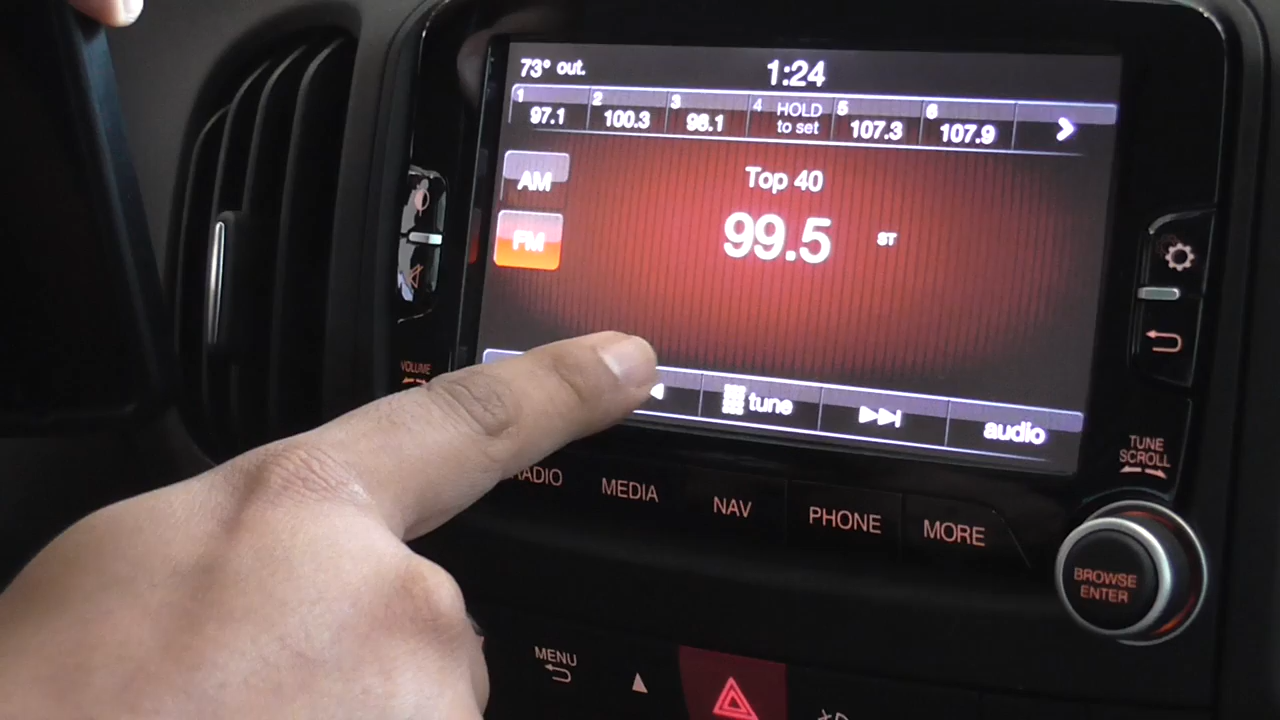 73° out.
1:24
1 97.1
2 100.3
3 98.1
4 HOLD to set
5 107.3
6 107.9
AM
Top 40
99.5 ST
FM
VOLUME
tune
audio
TUNE
SCROLL
MEDIA
NAV
PHONE
MORE
BROWSE
ENTER
MENU